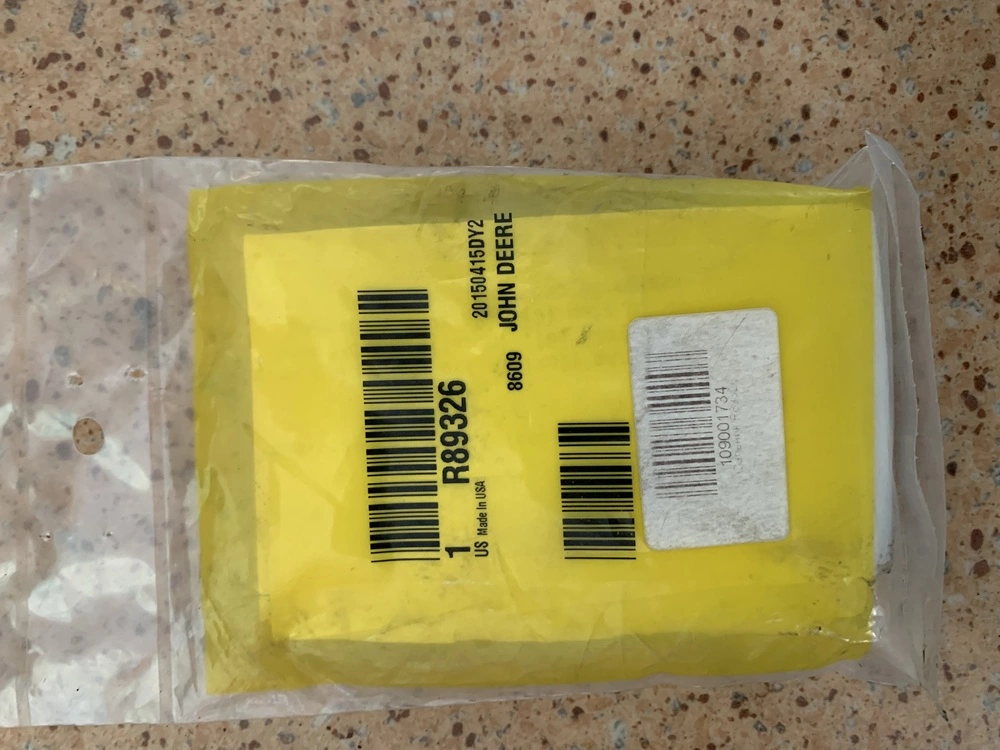 1 R89326
US Made In USA 20150415DY2
8609 JOHN DEERE
109001734